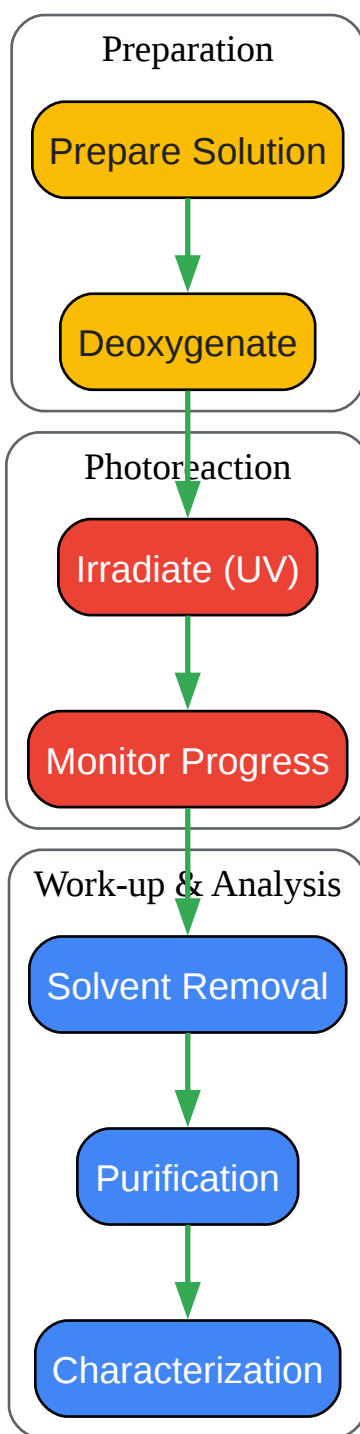 Preparation
Prepare Solution
Deoxygenate
Photoreaction
Irradiate (UV)
Monitor Progress
Work-up & Analysis
Solvent Removal
Purification
Characterization